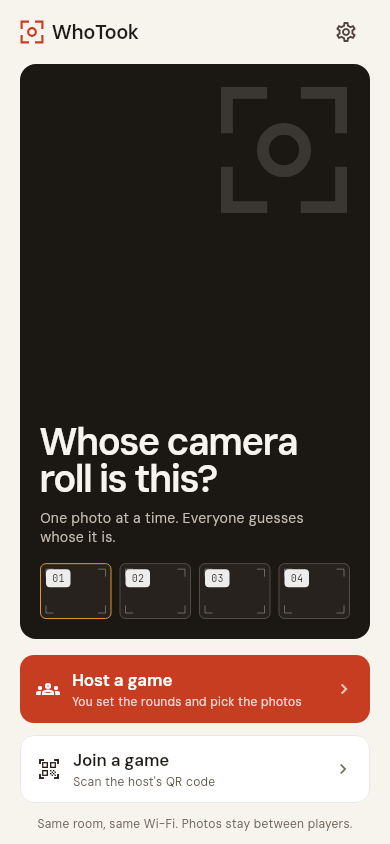 WhoTook
Whose camera
roll is this?
One photo at a time. Everyone guesses
whose it is.
01
02
03
04
Host a game
You set the rounds and pick the photos
Join a game
Scan the host's QR code
Same room, same Wi-Fi. Photos stay between players.